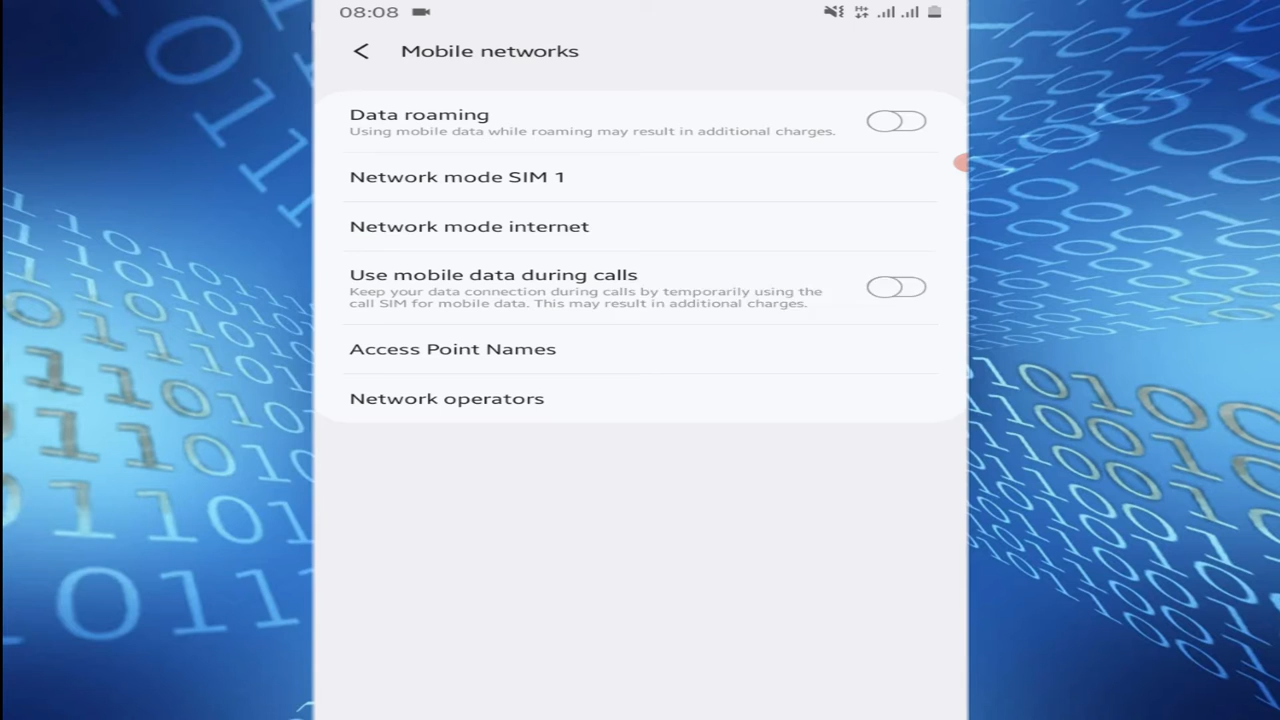 08:08
Mobile networks
Data roaming
Using mobile data while roaming may result in additional charges.
Network mode SIM 1
Network mode internet
Use mobile data during calls
Keep your data connection during calls by temporarily using the
call SIM for mobile data. This may result in additional charges.
Access Point Names
Network operators